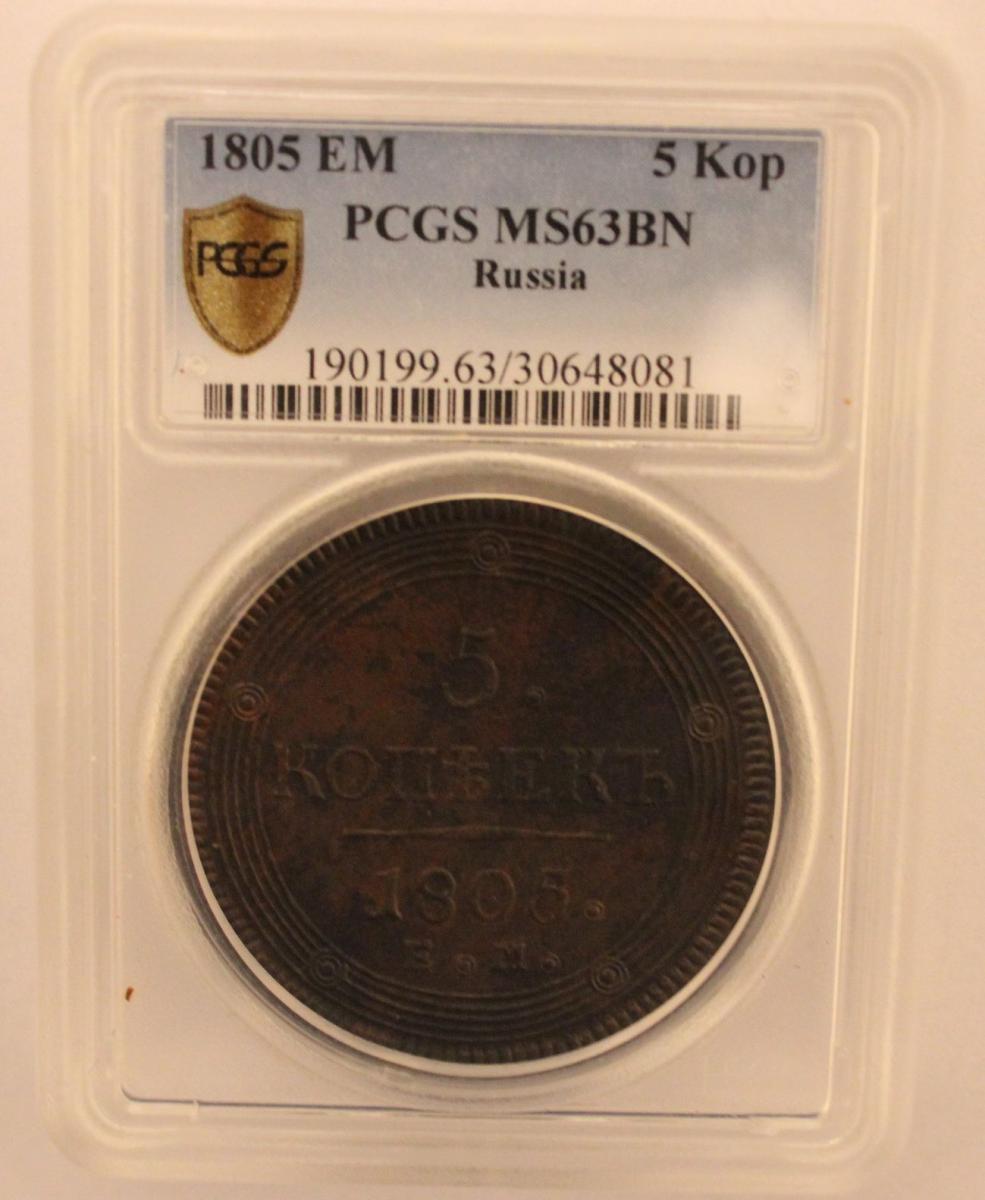 1805 EM 5 Kop
PCGS MS63BN
PCGS
Russia
190199.63/30648081
5.
КОПѢЕКЪ
1805.
Е.М.